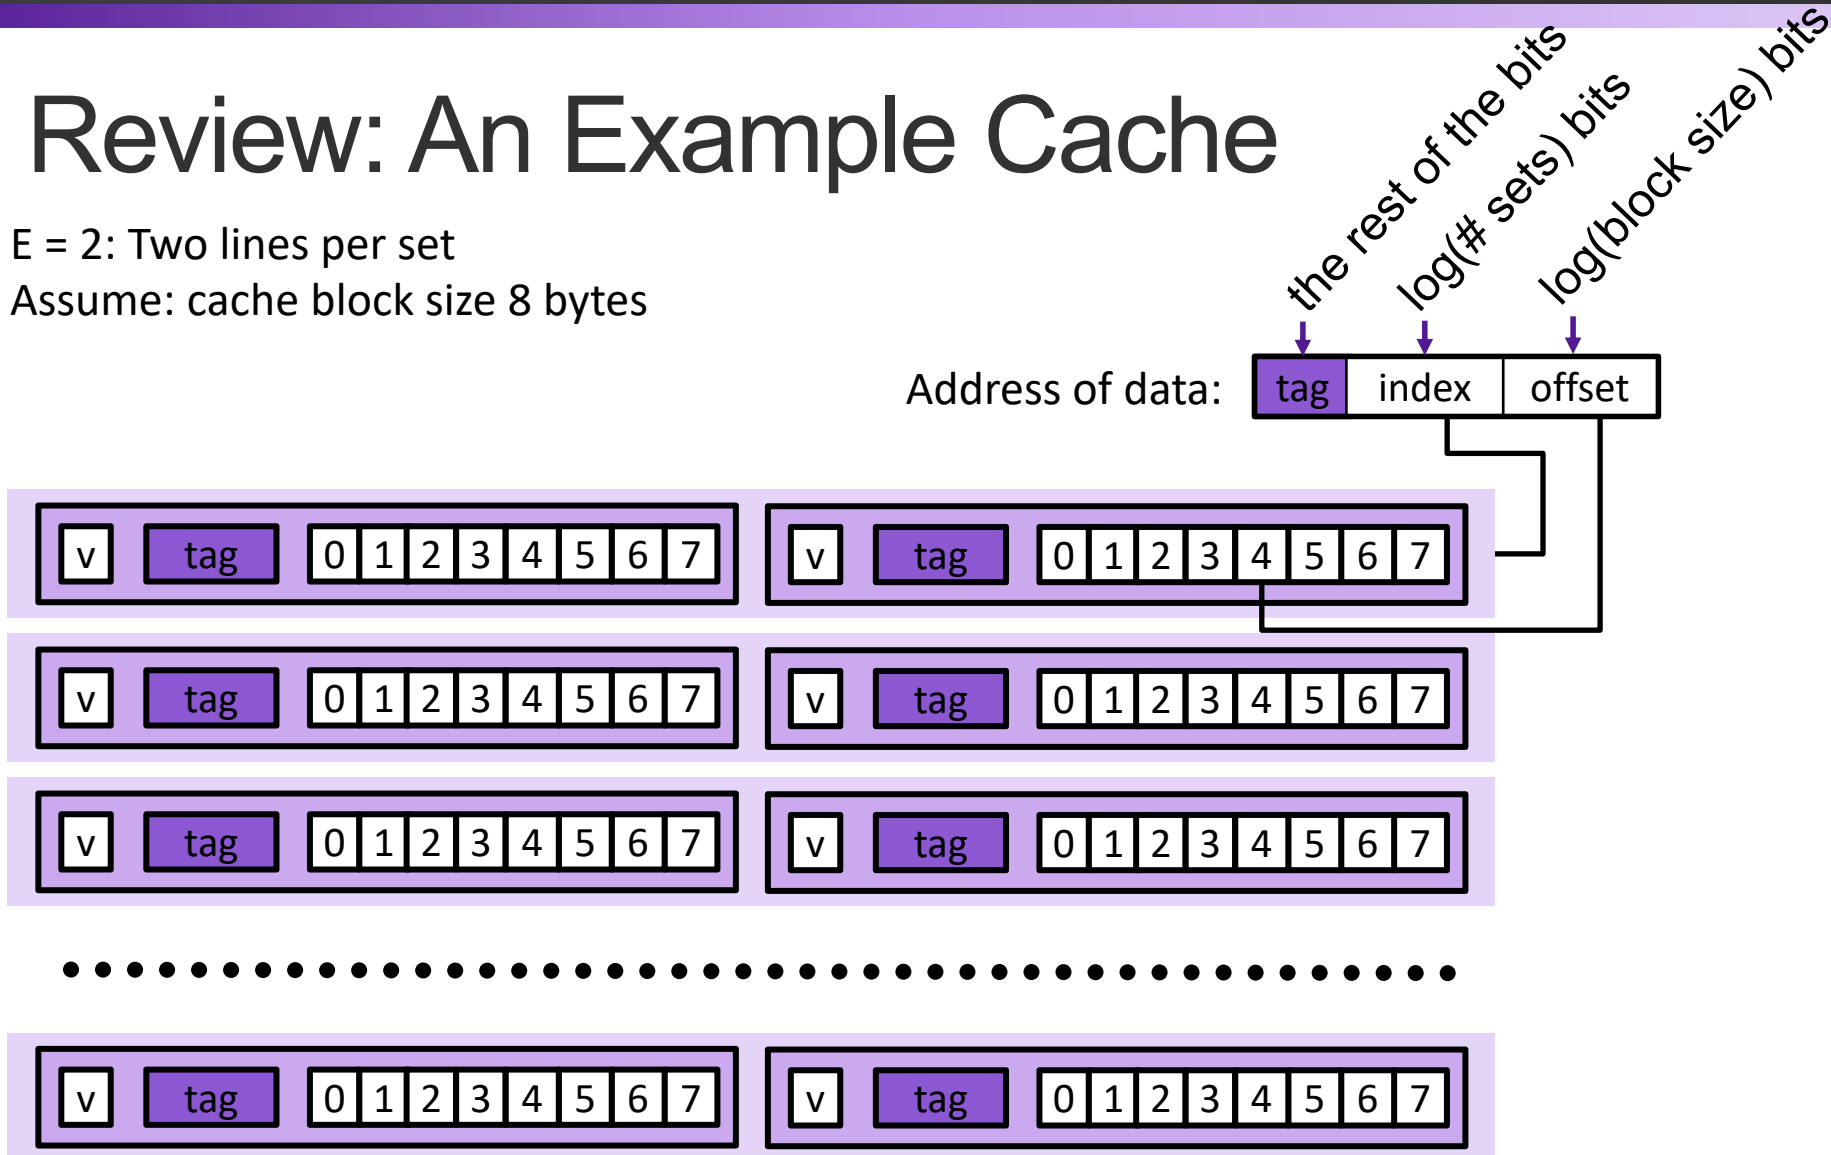 Review: An Example Cache
the rest of the bits
log(# sets) bits
log(block size) bits
E = 2: Two lines per set
Assume: cache block size 8 bytes
Address of data: tag index offset
v tag 0 1 2 3 4 5 6 7 v tag 0 1 2 3 4 5 6 7
v tag 0 1 2 3 4 5 6 7 v tag 0 1 2 3 4 5 6 7
v tag 0 1 2 3 4 5 6 7 v tag 0 1 2 3 4 5 6 7
v tag 0 1 2 3 4 5 6 7 v tag 0 1 2 3 4 5 6 7